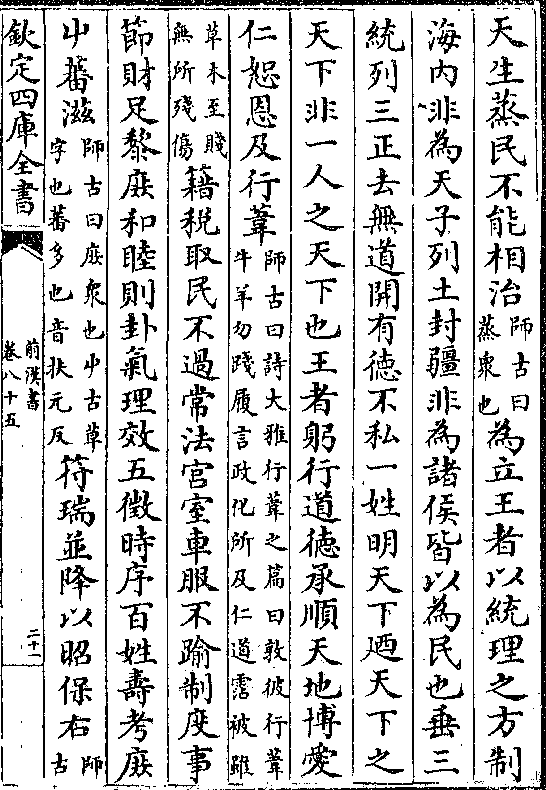 天生蒸民不能相治師古曰蒸衆也為立王者以統理之方制
海内非為天子列土封疆非為諸侯皆以為民也垂三
統列三正去無道開有徳不私一姓明天下廼天下之
天下非一人之天下也王者躬行道徳承順天地博愛
仁恕恩及行葦師古曰詩大雅行葦之篇曰敦彼行葦牛羊勿踐履言政化所及仁道霑被雖
草木至賤無所殘傷籍税取民不過常法宫室車服不踰制度事
節財足黎庶和睦則卦氣理效五徵時序百姓壽考庶
屮蕃滋師古曰庶衆也屮古草字也蕃多也音扶元反符瑞並降以昭保右師古
欽定四庫全書
前漢書
卷八十五
二十一